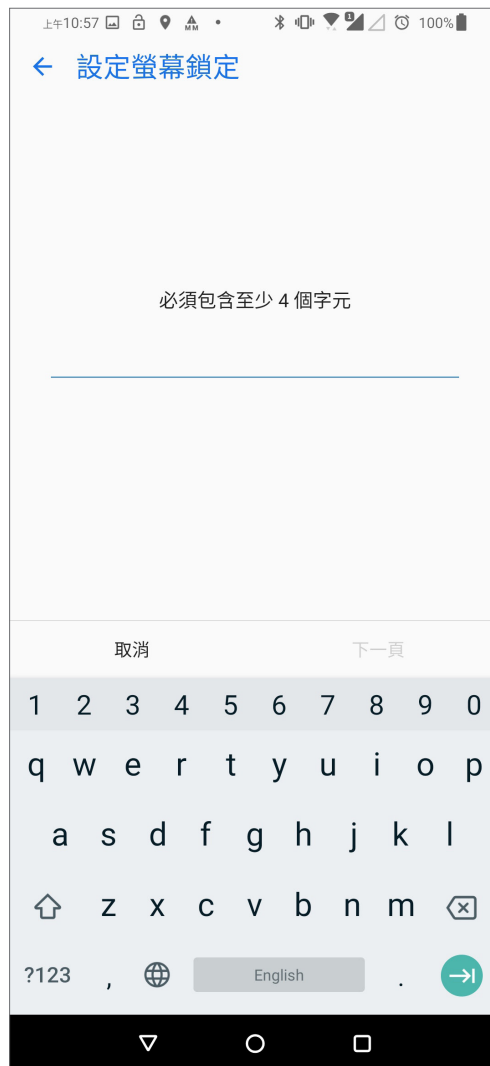 上午10:57 MM 1 100%
設定螢幕鎖定
必須包含至少 4 個字元
取消 下一頁
1 2 3 4 5 6 7 8 9 0
q w e r t y u i o p
a s d f g h j k l
z x c v b n m
?123 , English .